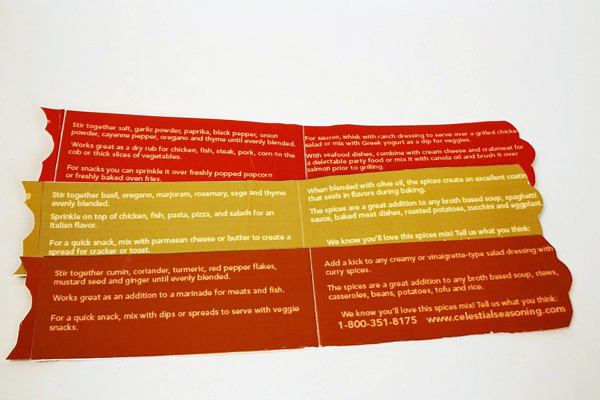 Stir together salt, garlic powder, paprika, black pepper, onion
powder, cayenne pepper, oregano and thyme until evenly blended.
Works great as a dry rub for chicken, fish, steak, pork, corn on the
cob or thick slices of vegetables.
For snacks you can sprinkle it over freshly popped popcorn
or freshly baked oven fries.
For sauces, whisk with ranch dressing to serve over a grilled chicke
salad or mix with Greek yogurt as a dip for veggies.
With seafood dishes, combine with cream cheese and crabmeat for
a delectable party food or mix it with canola oil and brush it over
salmon prior to grilling.
Stir together basil, oregano, marjoram, rosemary, sage and thyme
evenly blended.
Sprinkle on top of chicken, fish, pasta, pizza, and salads for an
Italian flavor.
For a quick snack, mix with parmesan cheese or butter to create a
spread for cracker or toast.
When blended with olive oil, the spices create an excellent coatin
that seals in flavors during baking.
The spices are a great addition to any broth based soup, spaghetti
sauce, baked meat dishes, roasted potatoes, zucchini and eggplant.
We know you'll love this spices mix! Tell us what you think:
Stir together cumin, coriander, turmeric, red pepper flakes,
mustard seed and ginger until evenly blended.
Works great as an addition to a marinade for meats and fish.
For a quick snack, mix with dips or spreads to serve with veggie
snacks.
Add a kick to any creamy or vinaigrette-type salad dressing with
curry spices.
The spices are a great addition to any broth based soup, stews,
casseroles, beans, potatoes, tofu and rice.
We know you'll love this spices mix! Tell us what you think:
1-800-351-8175 www.celestialseasoning.com